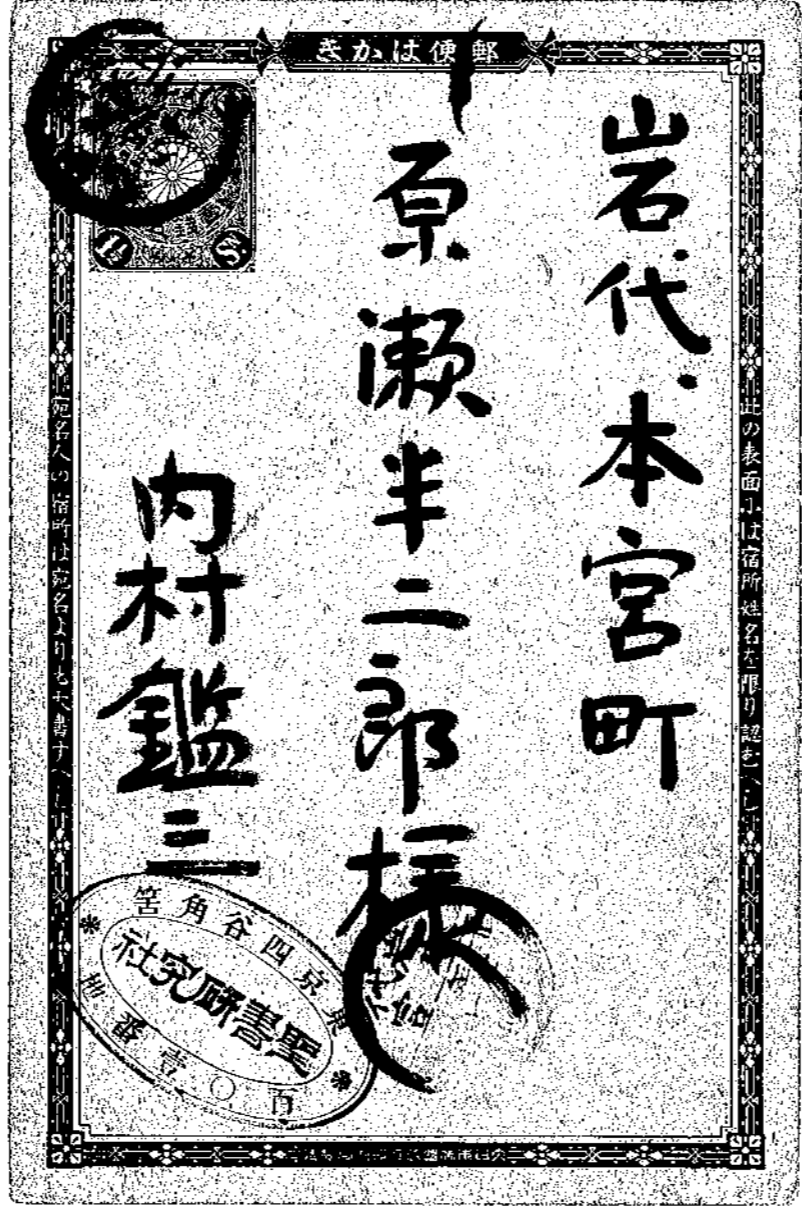 郵便はかき
此の表面には宿所姓名を限り認むへし
岩代、本宮町
原瀬半二郎様
内村鑑三
宛名人の宿所は宛名より も大書すへし
東京四谷角筈
聖書研究社
百〇壹番地